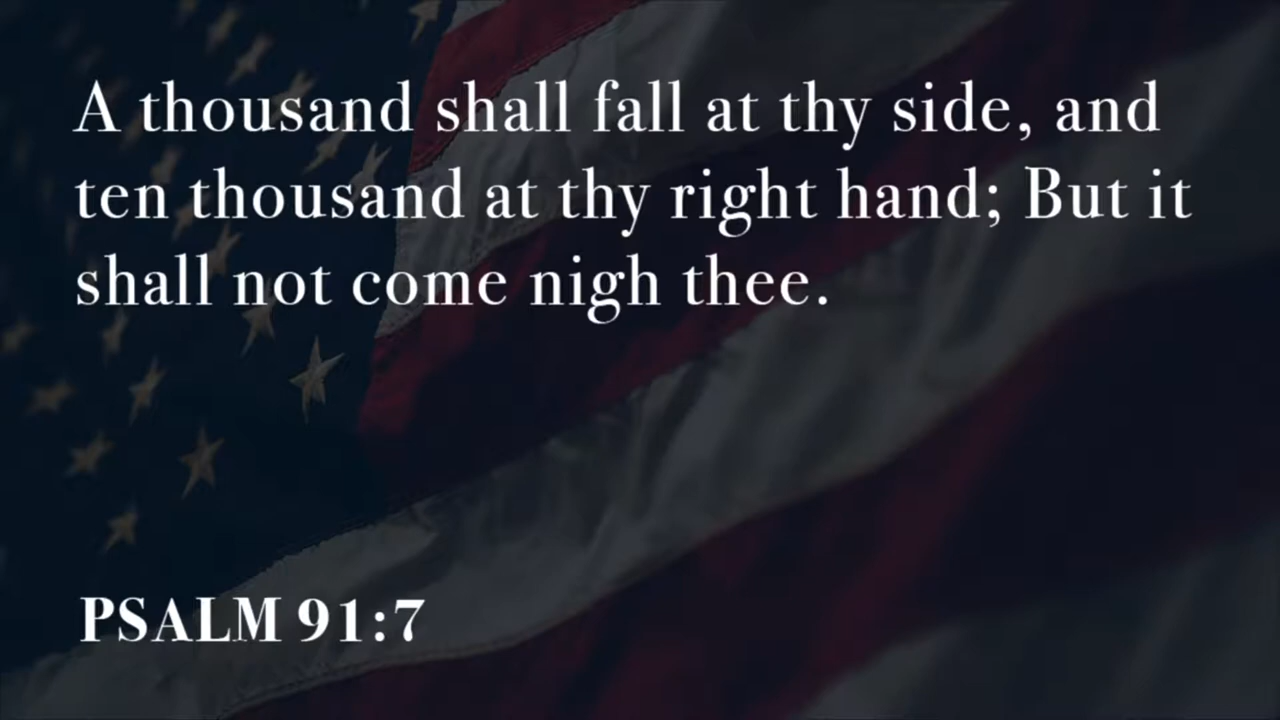 A thousand shall fall at thy side, and
ten thousand at thy right hand; But it
shall not come nigh thee.
PSALM 91:7